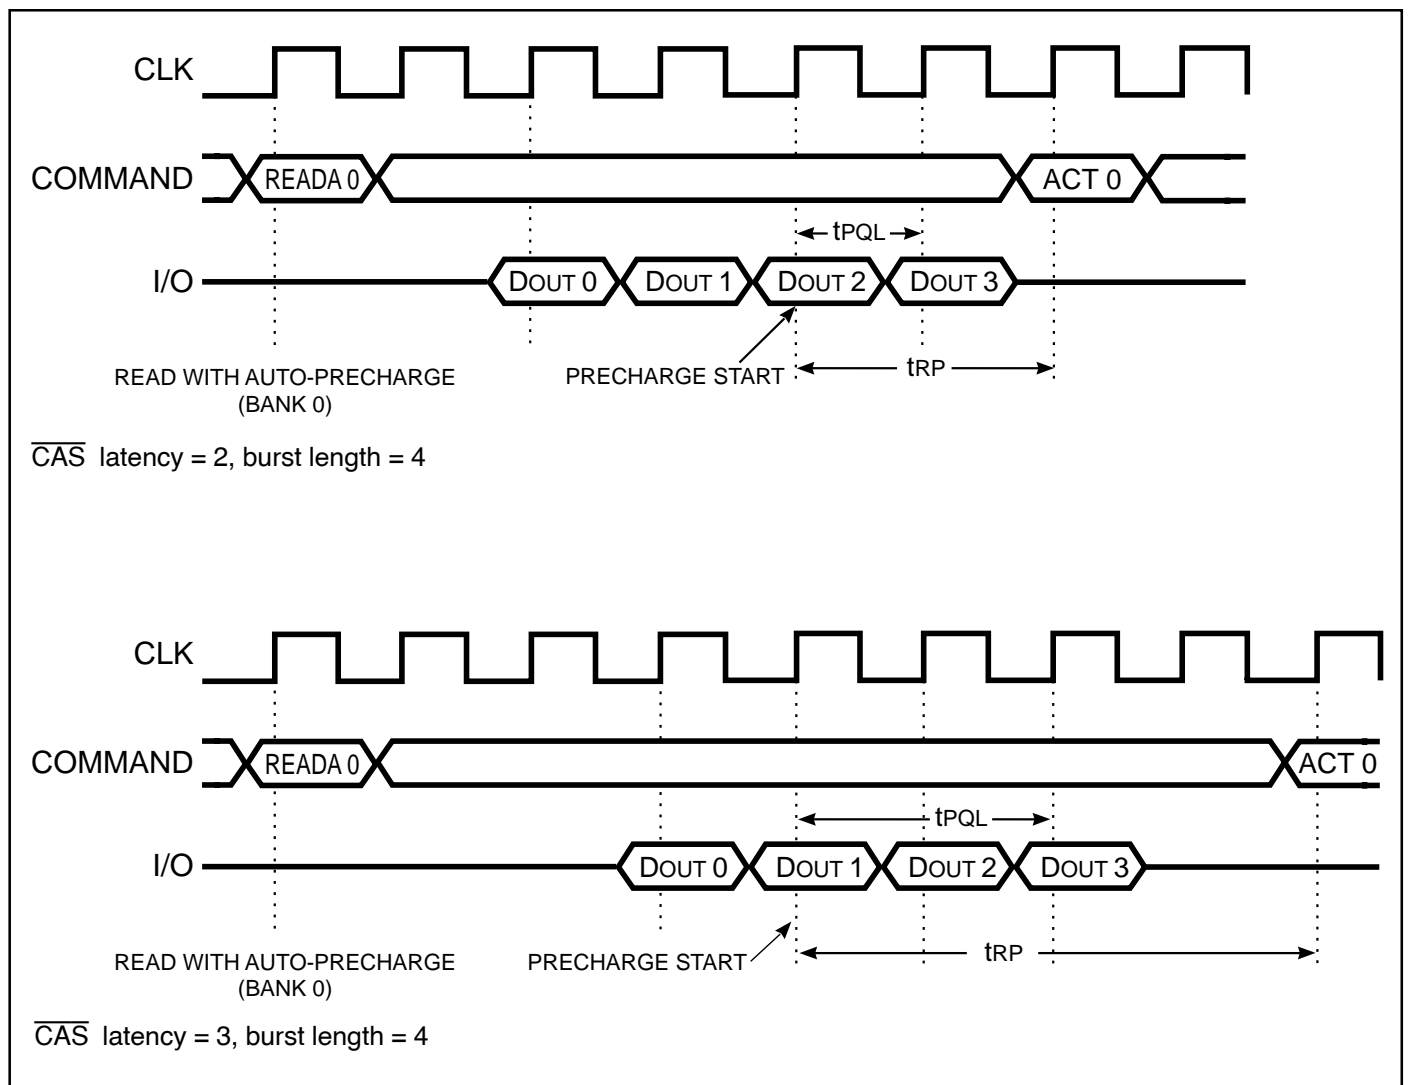 CLK
COMMAND
READA 0
ACT 0
tPQL
I/O
DOUT 0
DOUT 1
DOUT 2
DOUT 3
READ WITH AUTO-PRECHARGE
(BANK 0)
PRECHARGE START
tRP
CAS latency = 2, burst length = 4
CLK
COMMAND
READA 0
ACT 0
tPQL
I/O
DOUT 0
DOUT 1
DOUT 2
DOUT 3
READ WITH AUTO-PRECHARGE
(BANK 0)
PRECHARGE START
tRP
CAS latency = 3, burst length = 4